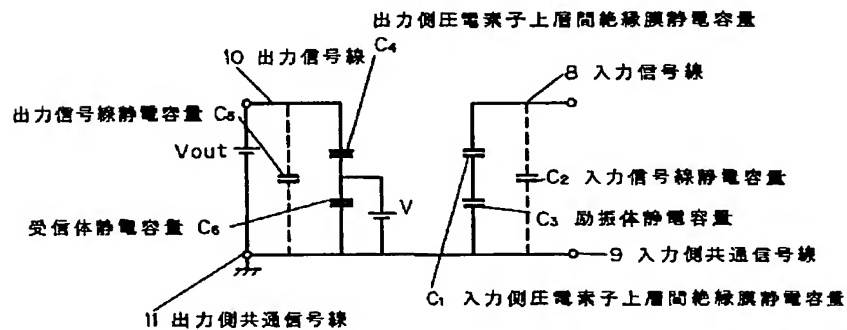 出力側圧電素子上層間絶縁膜静電容量
C4
10 出力信号線
8 入力信号線
出力信号線静電容量 C5
Vout
C2 入力信号線静電容量
V
受信体静電容量 C6
C3 励振体静電容量
9 入力側共通信号線
C1 入力側圧電素子上層間絶縁膜静電容量
11 出力側共通信号線